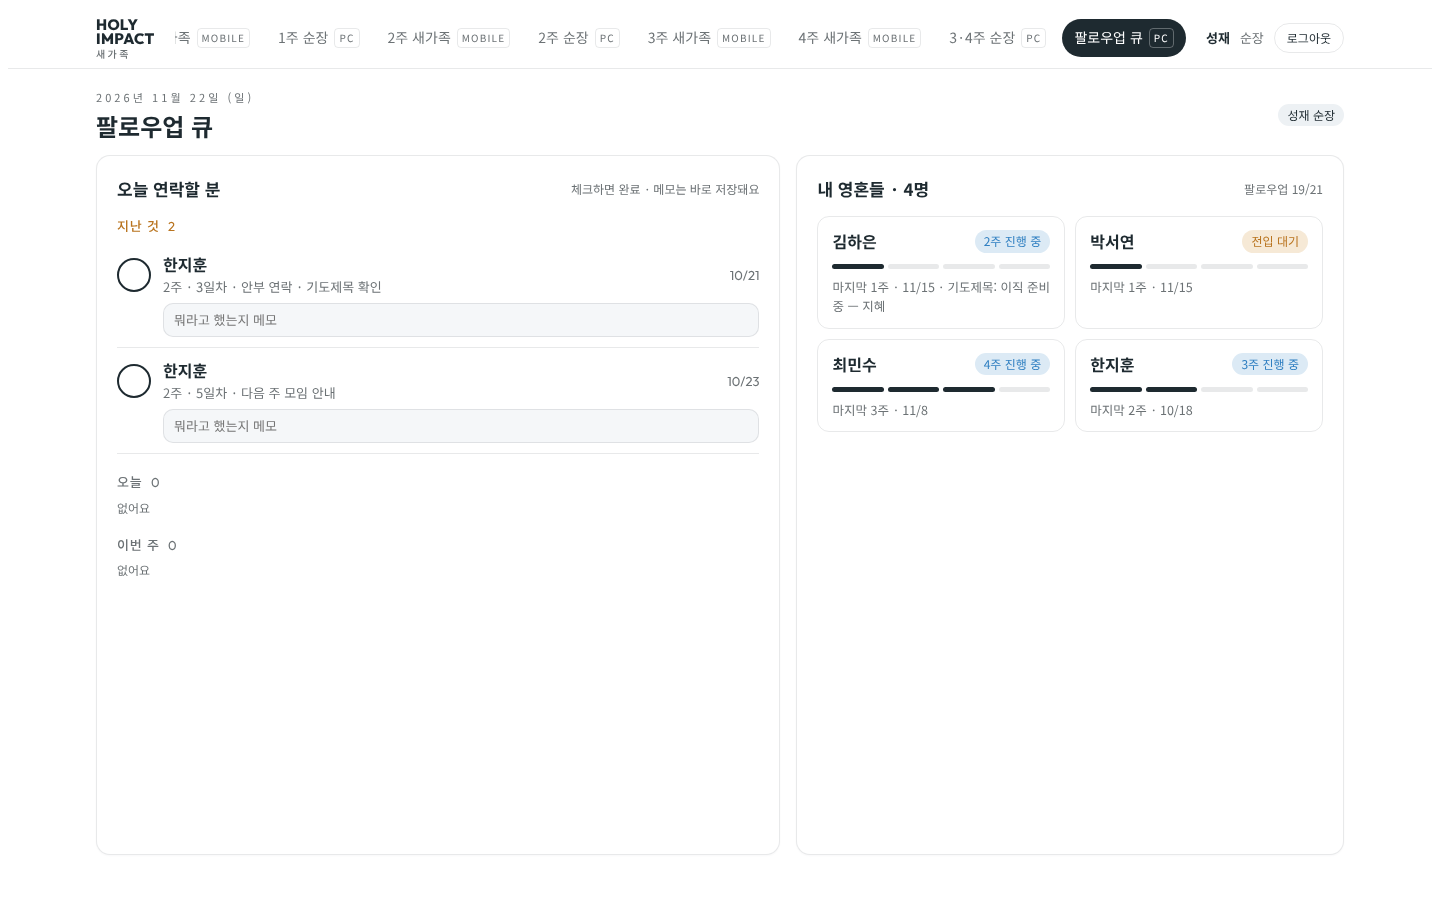 HOLY
IMPACT
새가족
족 MOBILE
1주 순장 PC
2주 새가족 MOBILE
2주 순장 PC
3주 새가족 MOBILE
4주 새가족 MOBILE
3·4주 순장 PC
팔로우업 큐 PC
성재 순장
로그아웃
2026년 11월 22일 (일)
팔로우업 큐
성재 순장
오늘 연락할 분
체크하면 완료 · 메모는 바로 저장돼요
지난 것 2
한지훈
2주 · 3일차 · 안부 연락 · 기도제목 확인
10/21
뭐라고 했는지 메모
한지훈
2주 · 5일차 · 다음 주 모임 안내
10/23
뭐라고 했는지 메모
오늘 0
없어요
이번 주 0
없어요
내 영혼들 · 4명
팔로우업 19/21
김하은
2주 진행 중
마지막 1주 · 11/15 · 기도제목: 이직 준비
중 — 지혜
박서연
전입 대기
마지막 1주 · 11/15
최민수
4주 진행 중
마지막 3주 · 11/8
한지훈
3주 진행 중
마지막 2주 · 10/18